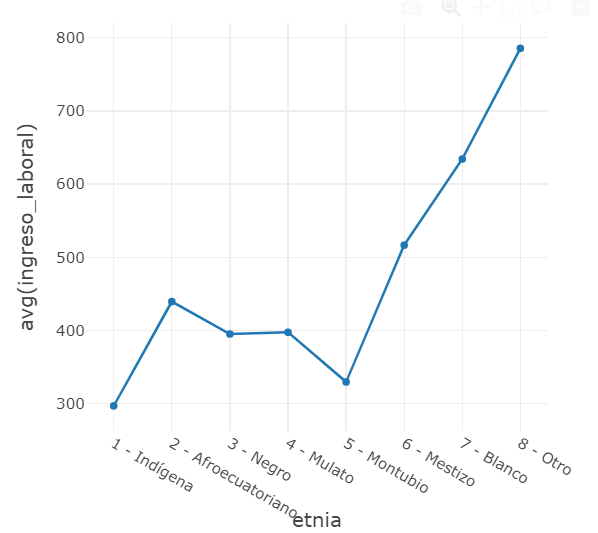 800
700
600
500
400
300
avg(ingreso_laboral)
1 - Indígena
2 - Afroecuatoriano
3 - Negro
4 - Mulato
5 - Montubio
6 - Mestizo
7 - Blanco
8 - Otro
etnia